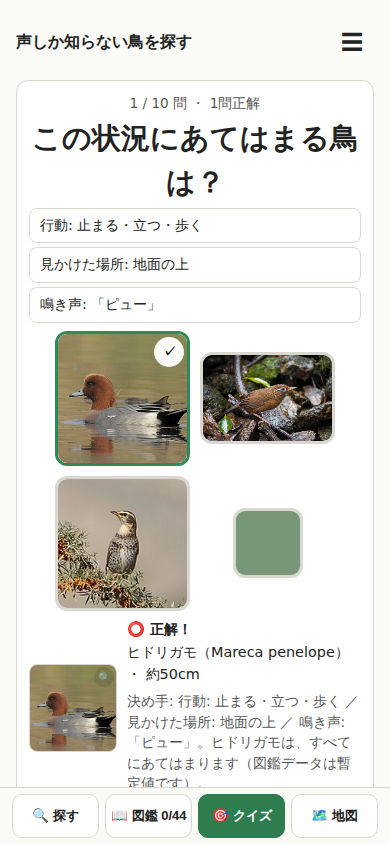 声しか知らない鳥を探す
☰
1 / 10 問 ・ 1問正解
この状況にあてはまる鳥
は？
行動: 止まる・立つ・歩く
見かけた場所: 地面の上
鳴き声: 「ピュー」
✓
⭕ 正解！
ヒドリガモ（Mareca penelope）
・ 約50cm
決め手: 行動: 止まる・立つ・歩く ／
見かけた場所: 地面の上 ／ 鳴き声:
「ピュー」。ヒドリガモは、すべて
にあてはまります（図鑑データは暫
定値です）。
🔍 探す
📖 図鑑 0/44
🎯 クイズ
🗺️ 地図